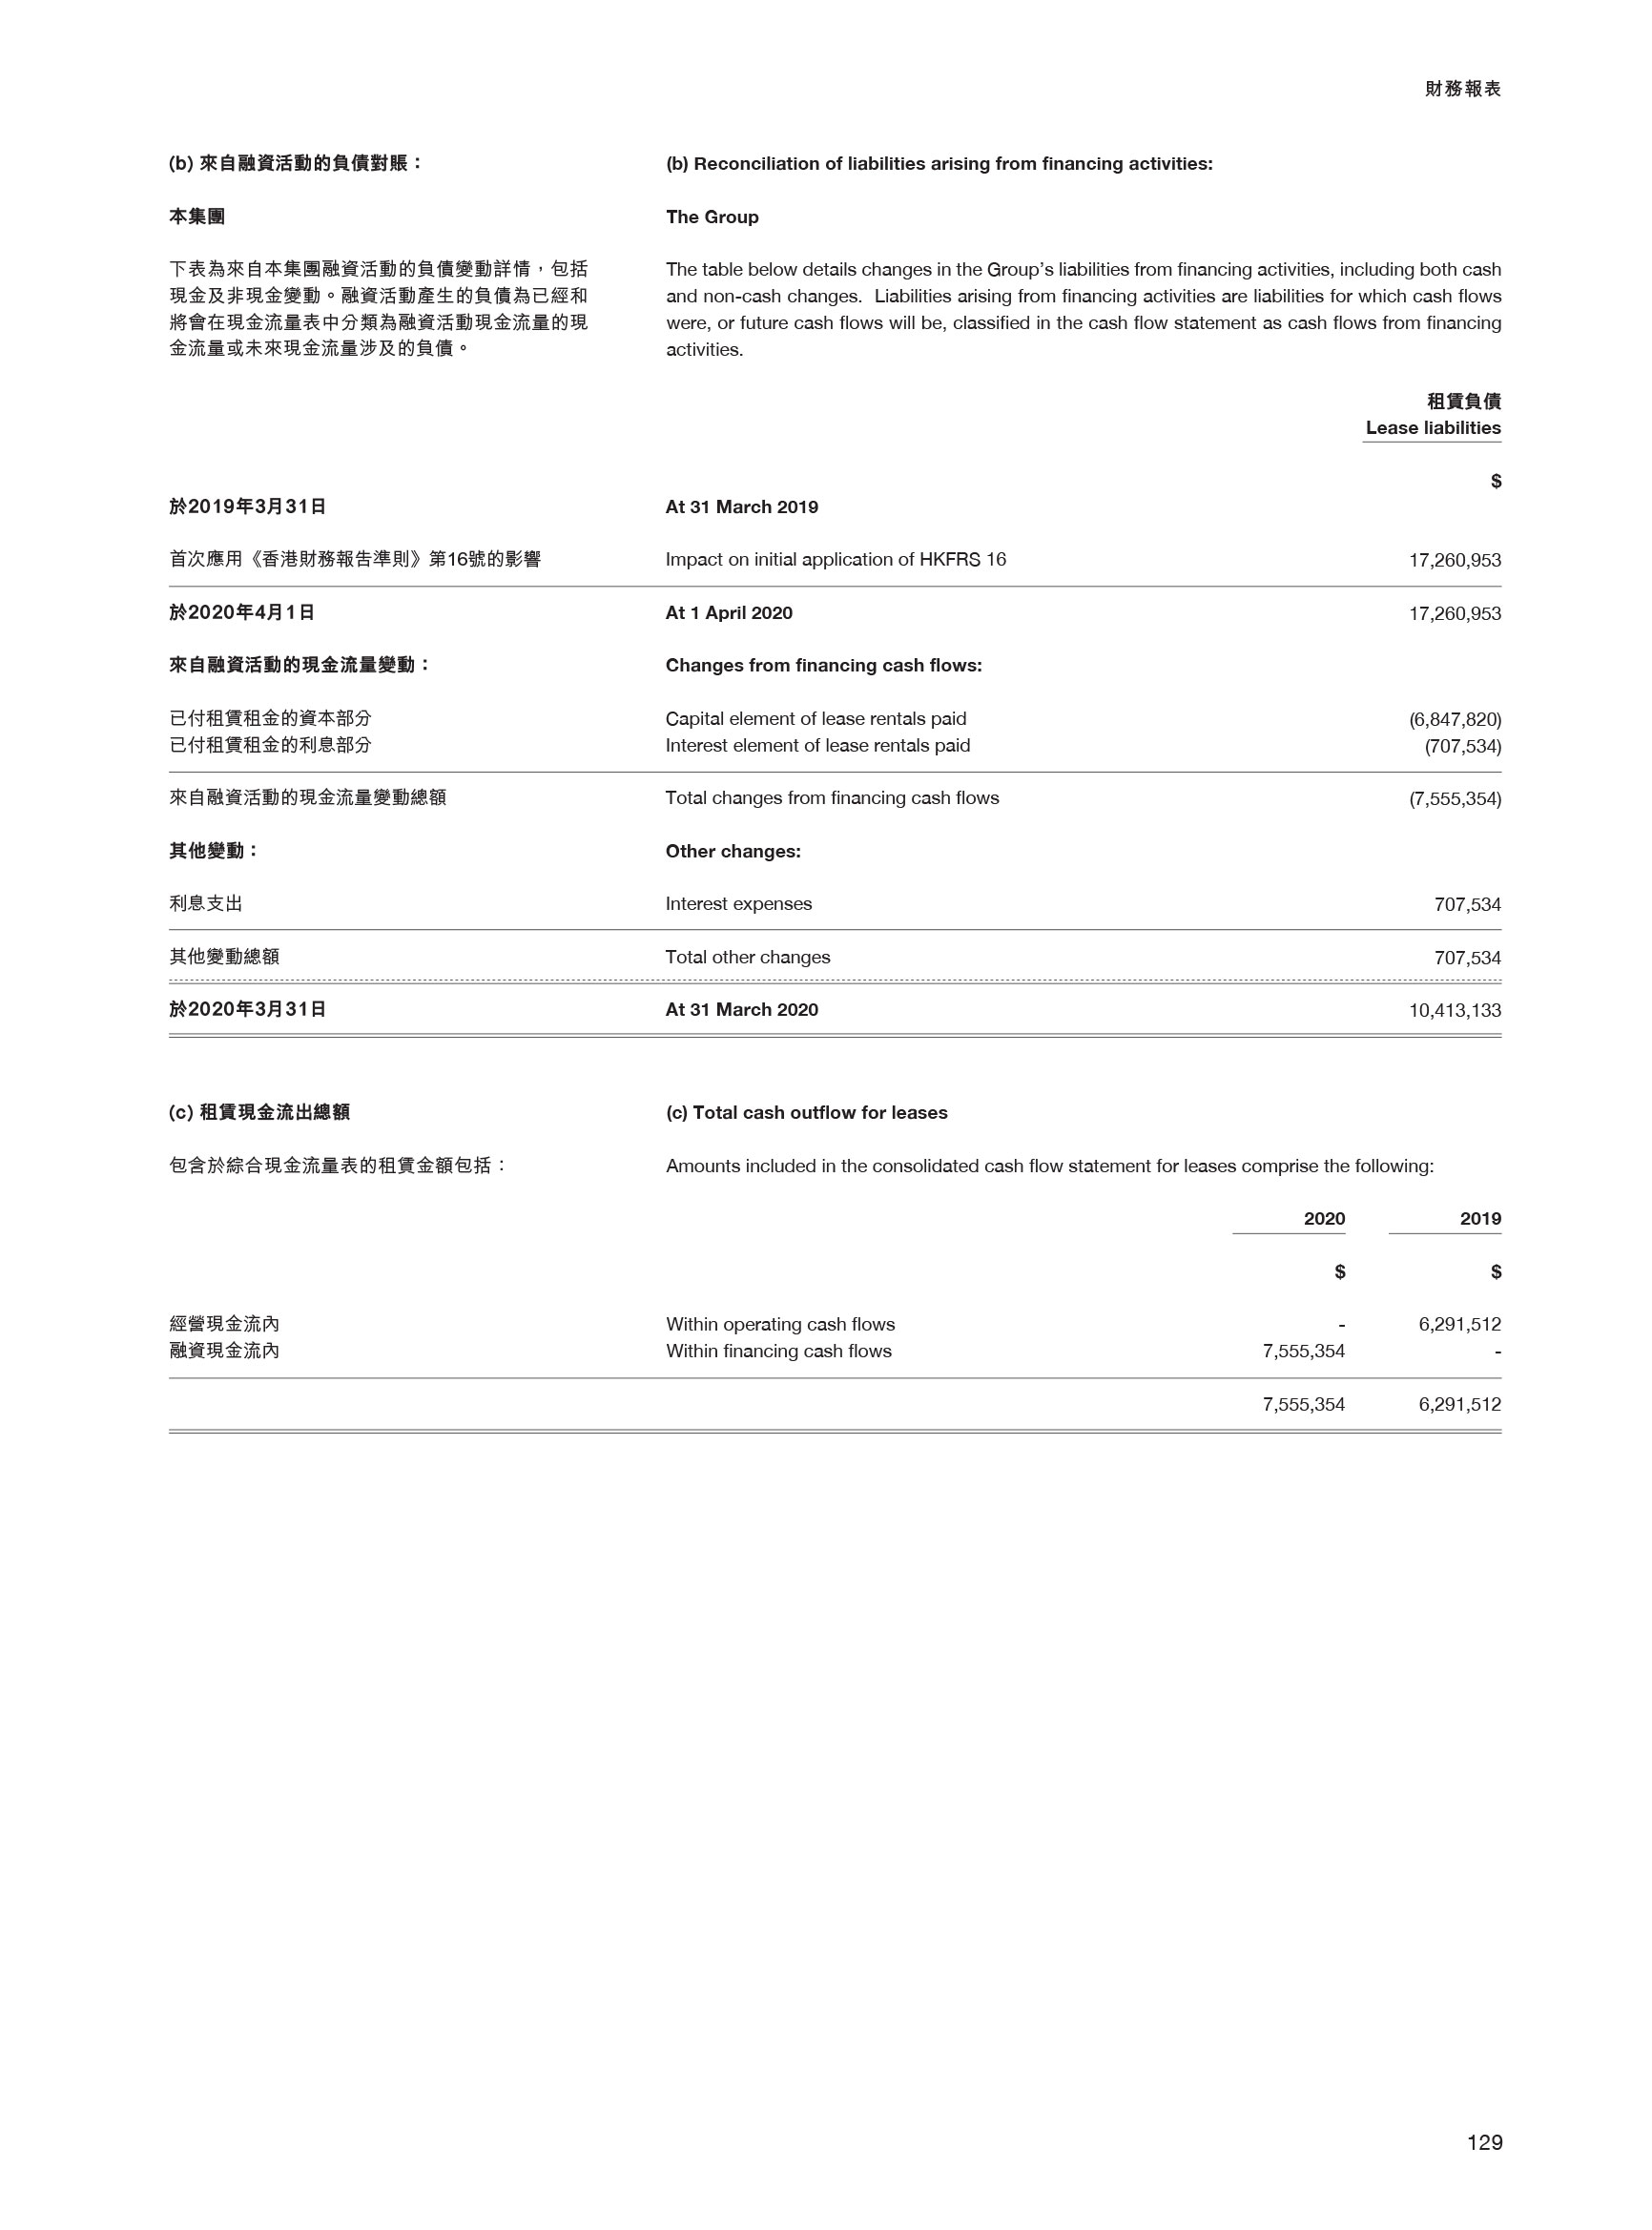 財務報表
(b) 來自融資活動的負債對賬：
(b) Reconciliation of liabilities arising from financing activities:
本集團
The Group
下表為來自本集團融資活動的負債變動詳情，包括
現金及非現金變動。融資活動產生的負債為已經和
將會在現金流量表中分類為融資活動現金流量的現
金流量或未來現金流量涉及的負債。
The table below details changes in the Group’s liabilities from financing activities, including both cash
and non-cash changes.  Liabilities arising from financing activities are liabilities for which cash flows
were, or future cash flows will be, classified in the cash flow statement as cash flows from financing
activities.
租賃負債
Lease liabilities
$
於2019年3月31日 At 31 March 2019
首次應用《香港財務報告準則》第16號的影響 Impact on initial application of HKFRS 16 17,260,953
於2020年4月1日 At 1 April 2020 17,260,953
來自融資活動的現金流量變動： Changes from financing cash flows:
已付租賃租金的資本部分 Capital element of lease rentals paid (6,847,820)
已付租賃租金的利息部分 Interest element of lease rentals paid (707,534)
來自融資活動的現金流量變動總額 Total changes from financing cash flows (7,555,354)
其他變動： Other changes:
利息支出 Interest expenses 707,534
其他變動總額 Total other changes 707,534
於2020年3月31日 At 31 March 2020 10,413,133
(c) 租賃現金流出總額
(c) Total cash outflow for leases
包含於綜合現金流量表的租賃金額包括：
Amounts included in the consolidated cash flow statement for leases comprise the following:
2020 2019
$ $
經營現金流內 Within operating cash flows - 6,291,512
融資現金流內 Within financing cash flows 7,555,354 -
7,555,354 6,291,512
129